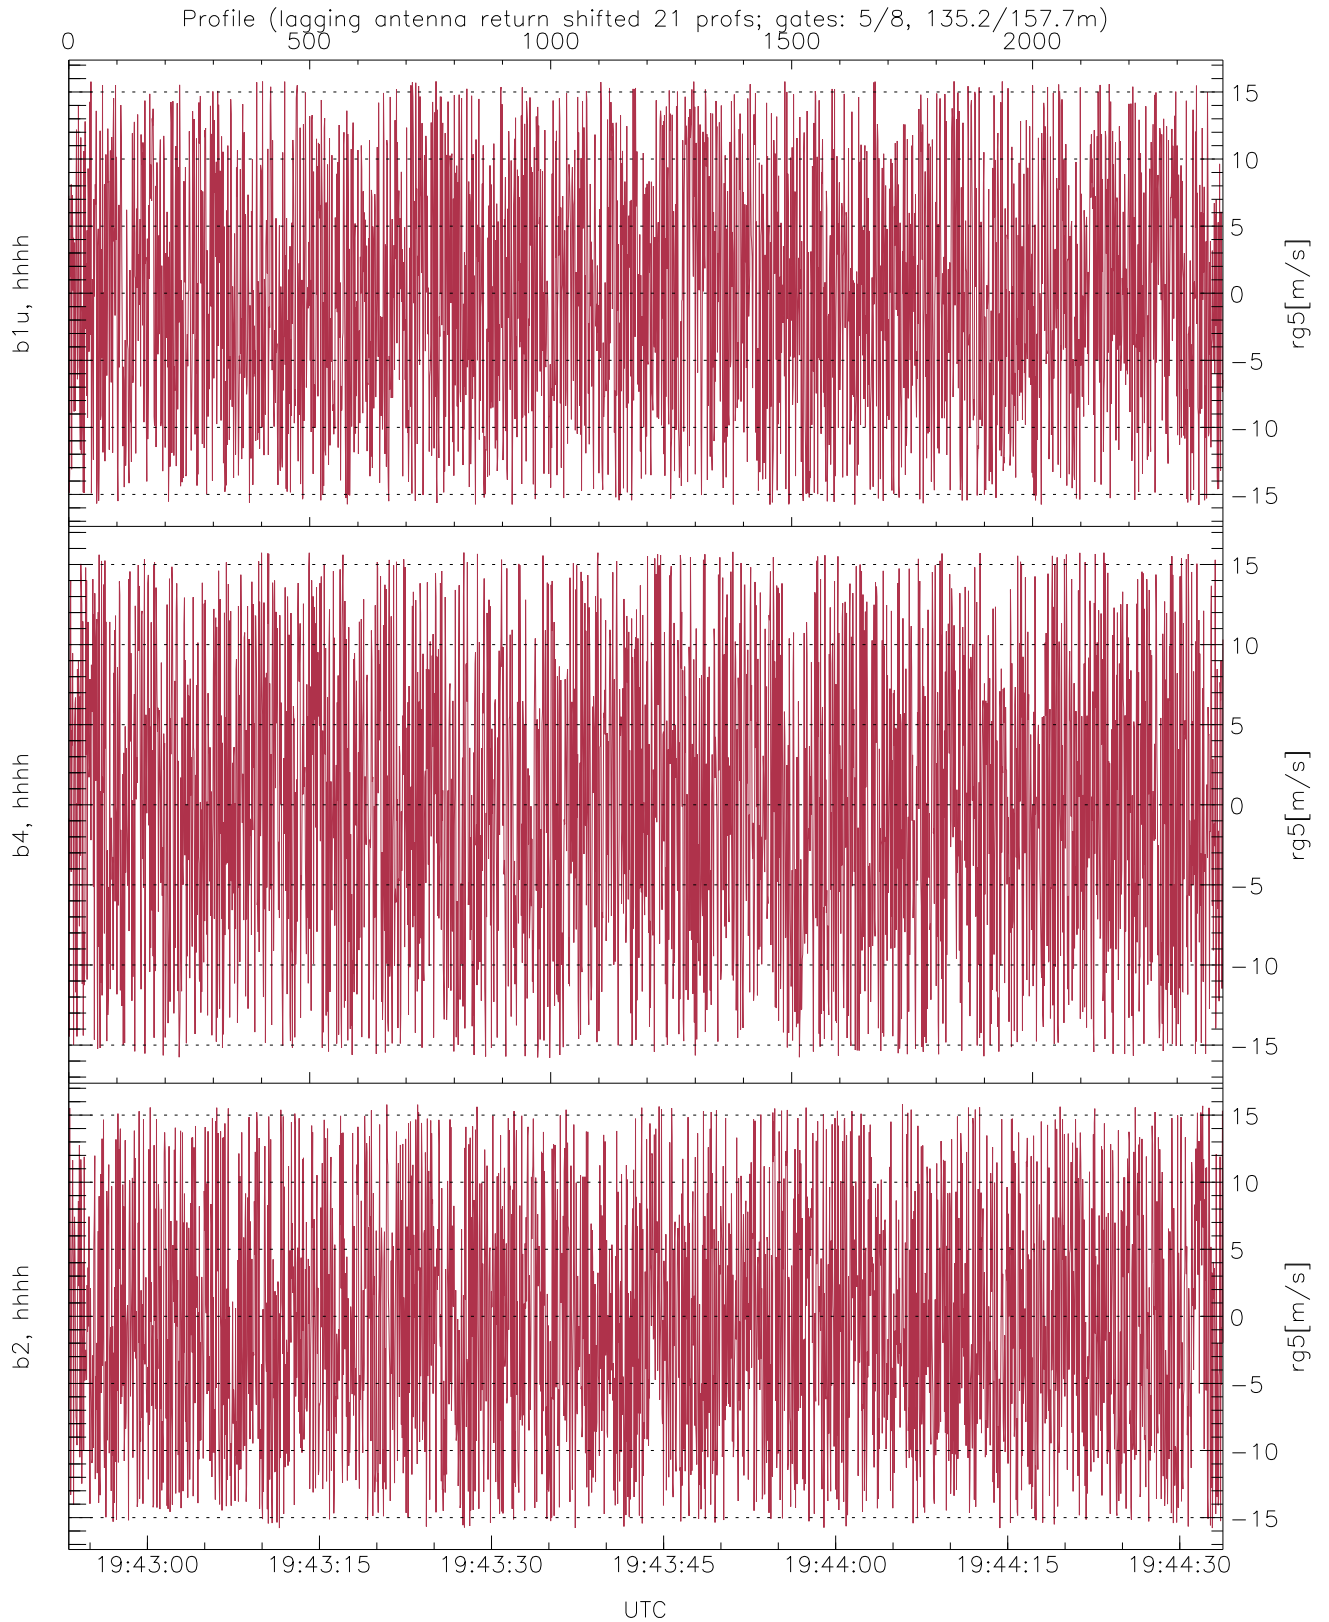 Profile (lagging antenna return shifted 21 profs; gates: 5/8, 135.2/157.7m)
0 500 1000 1500 2000
b1u, hhhh
15
10
5
0
−5
−10
−15
rg5[m/s]
b4, hhhh
15
10
5
0
−5
−10
−15
rg5[m/s]
b2, hhhh
15
10
5
0
−5
−10
−15
rg5[m/s]
19:43:00 19:43:15 19:43:30 19:43:45 19:44:00 19:44:15 19:44:30
UTC